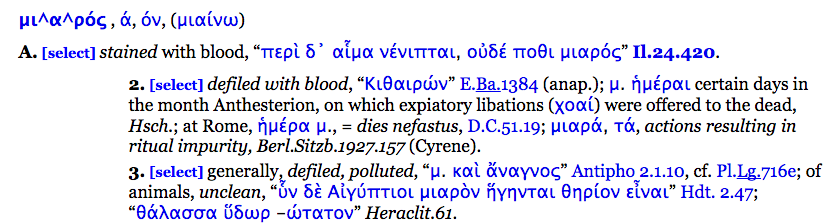 μι^α^ρός , ά, όν, (μιαίνω)
A. [select] stained with blood, “περὶ δ᾽ αἷμα νένιπται, οὐδέ ποθι μιαρός” Il.24.420.
2. [select] defiled with blood, “Κιθαιρών” E.Ba.1384 (anap.); μ. ἡμέραι certain days in
the month Anthesterion, on which expiatory libations (χοαί) were offered to the dead,
Hsch.; at Rome, ἡμέρα μ., = dies nefastus, D.C.51.19; μιαρά, τά, actions resulting in
ritual impurity, Berl.Sitzb.1927.157 (Cyrene).
3. [select] generally, defiled, polluted, “μ. καὶ ἄναγνος” Antipho 2.1.10, cf. Pl.Lg.716e; of
animals, unclean, “ὗν δὲ Αἰγύπτιοι μιαρὸν ἥγηνται θηρίον εἶναι” Hdt. 2.47;
“θάλασσα ὕδωρ -ώτατον” Heraclit.61.